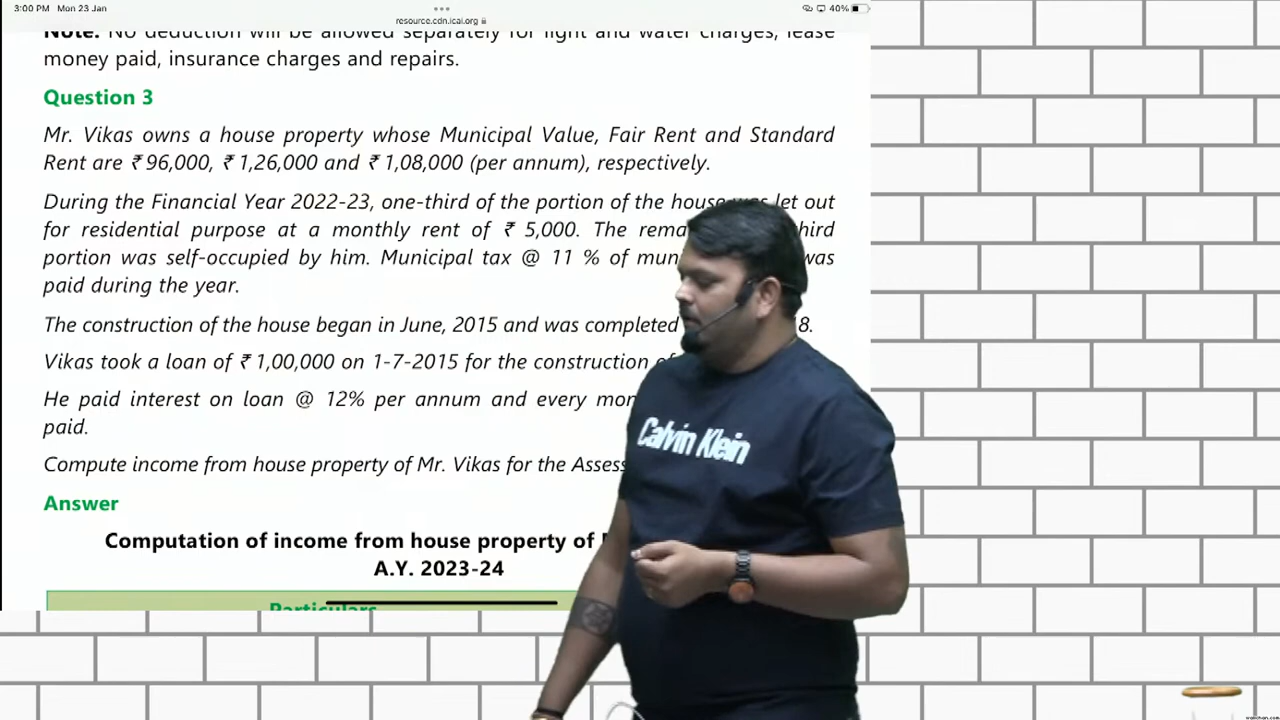 3:00 PM Mon 23 Jan
40%
resource.cdn.icai.org
Note: No deduction will be allowed separately for light and water charges, lease
money paid, insurance charges and repairs.
Question 3
Mr. Vikas owns a house property whose Municipal Value, Fair Rent and Standard
Rent are ₹ 96,000, ₹ 1,26,000 and ₹ 1,08,000 (per annum), respectively.
During the Financial Year 2022-23, one-third of the portion of the house was let out
for residential purpose at a monthly rent of ₹ 5,000. The
portion was self-occupied by him. Municipal tax @ 11 % of was
paid during the year.
The construction of the house began in June, 2015 and was completed 8.
Vikas took a loan of ₹ 1,00,000 on 1-7-2015 for the construction
He paid interest on loan @ 12% per annum and every
paid.
Compute income from house property of Mr. Vikas for the
Answer
Computation of income from house property of
A.Y. 2023-24
Particulars
Calvin Klein